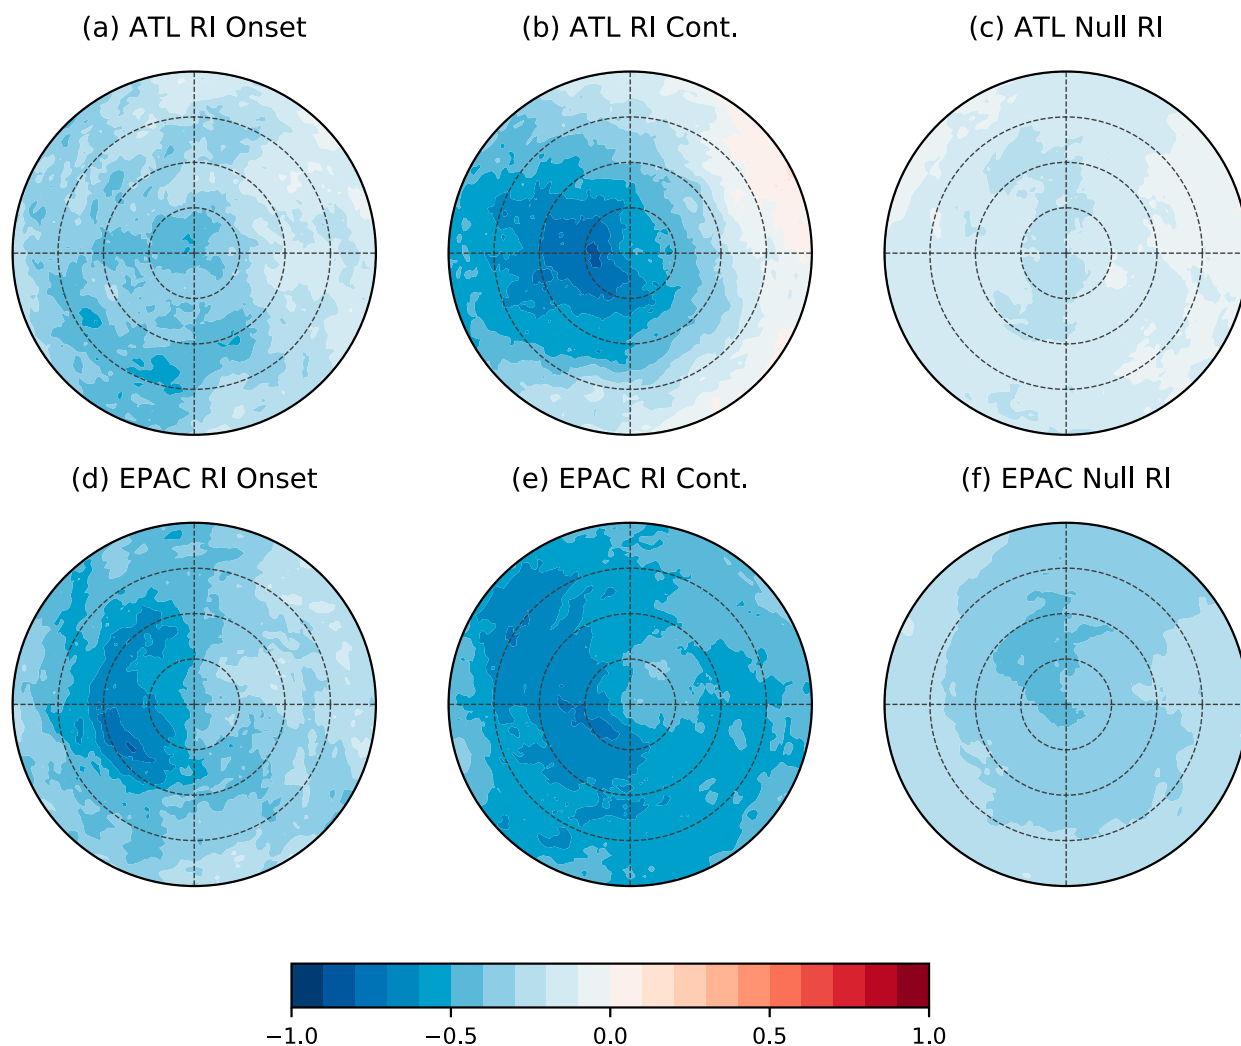 (a) ATL RI Onset
(b) ATL RI Cont.
(c) ATL Null RI
(d) EPAC RI Onset
(e) EPAC RI Cont.
(f) EPAC Null RI
−1.0
−0.5
0.0
0.5
1.0